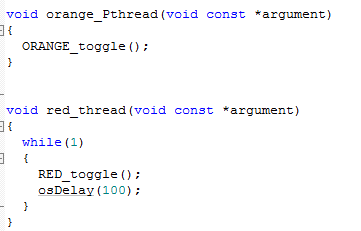 void orange_Pthread(void const *argument)
{
  ORANGE_toggle();
}

void red_thread(void const *argument)
{
  while(1)
  {
    RED_toggle();
    osDelay(100);
  }
}